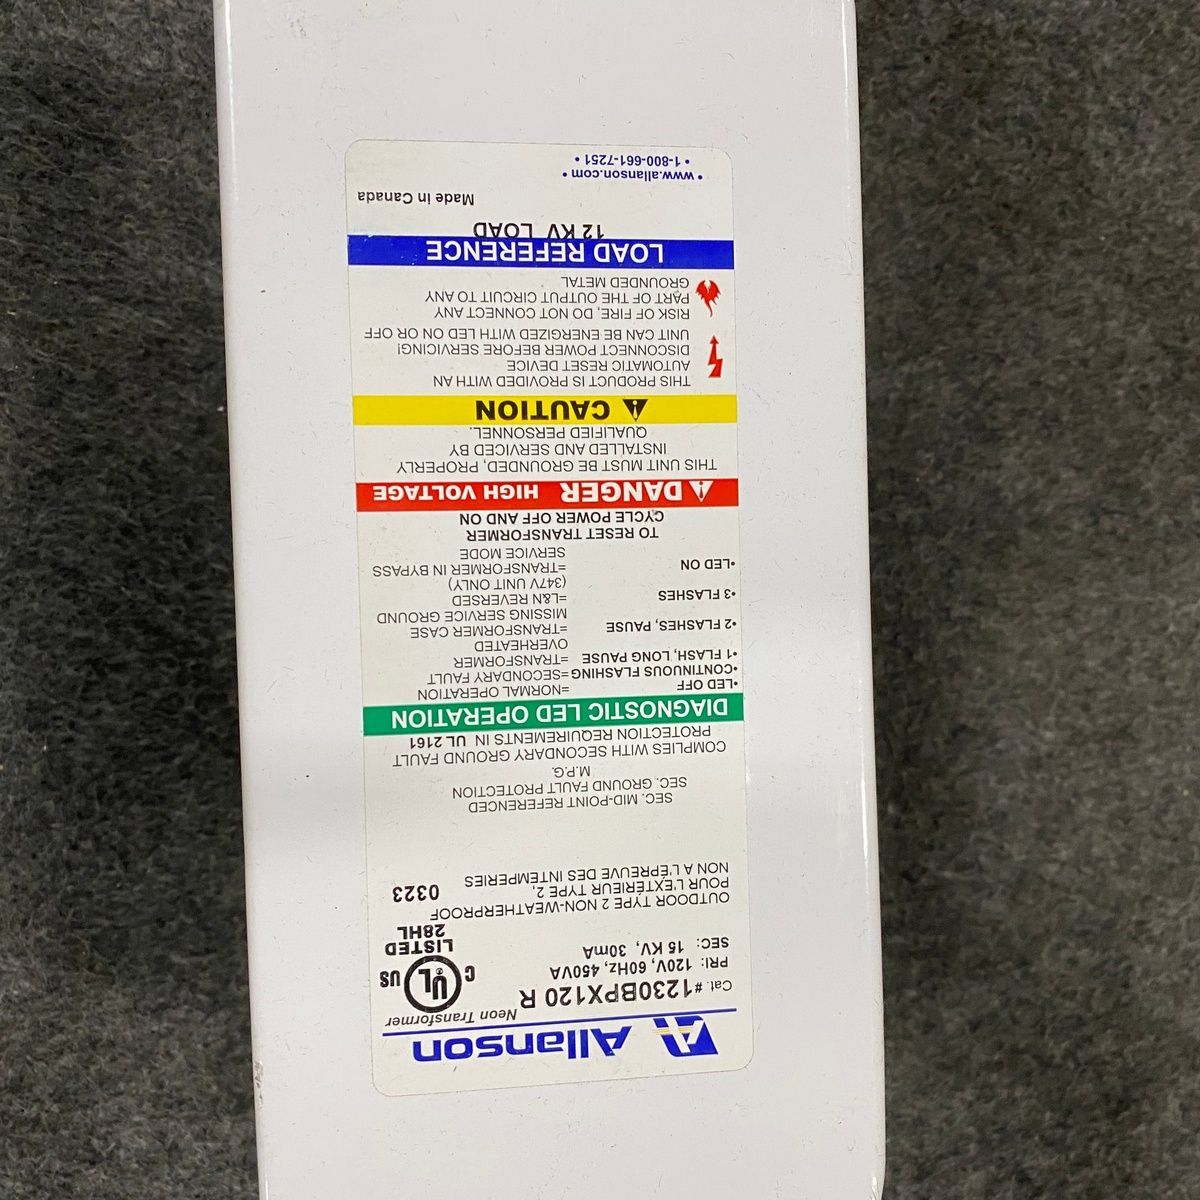 Allanson
Neon Transformer
Cat. #1230BPX120 R
PRI: 120V, 60HZ, 450VA
SEC: 15 KV, 30mA
C UL ® US
LISTED
28HL
OUTDOOR TYPE 2 NON-WEATHERPROOF
POUR L'EXTÉRIEUR TYPE 2,
NON A L'ÉPREUVE DES INTEMPERIES
0323
SEC. MID-POINT REFERENCED
SEC. GROUND FAULT PROTECTION
M.P.G.
COMPLIES WITH SECONDARY GROUND FAULT
PROTECTION REQUIREMENTS IN UL 2161
DIAGNOSTIC LED OPERATION
•LED OFF =NORMAL OPERATION
•CONTINUOUS FLASHING =SECONDARY FAULT
•1 FLASH, LONG PAUSE =TRANSFORMER
OVERHEATED
•2 FLASHES, PAUSE =TRANSFORMER CASE
MISSING SERVICE GROUND
•3 FLASHES =L&N REVERSED
(347V UNIT ONLY)
•LED ON =TRANSFORMER IN BYPASS
SERVICE MODE
TO RESET TRANSFORMER
CYCLE POWER OFF AND ON
DANGER HIGH VOLTAGE
THIS UNIT MUST BE GROUNDED, PROPERLY
INSTALLED AND SERVICED BY
QUALIFIED PERSONNEL.
CAUTION
THIS PRODUCT IS PROVIDED WITH AN
AUTOMATIC RESET DEVICE
DISCONNECT POWER BEFORE SERVICING!
UNIT CAN BE ENERGIZED WITH LED ON OR OFF
RISK OF FIRE, DO NOT CONNECT ANY
PART OF THE OUTPUT CIRCUIT TO ANY
GROUNDED METAL
LOAD REFERENCE
12 KV LOAD
Made in Canada
• www.allanson.com •
• 1-800-661-7251 •